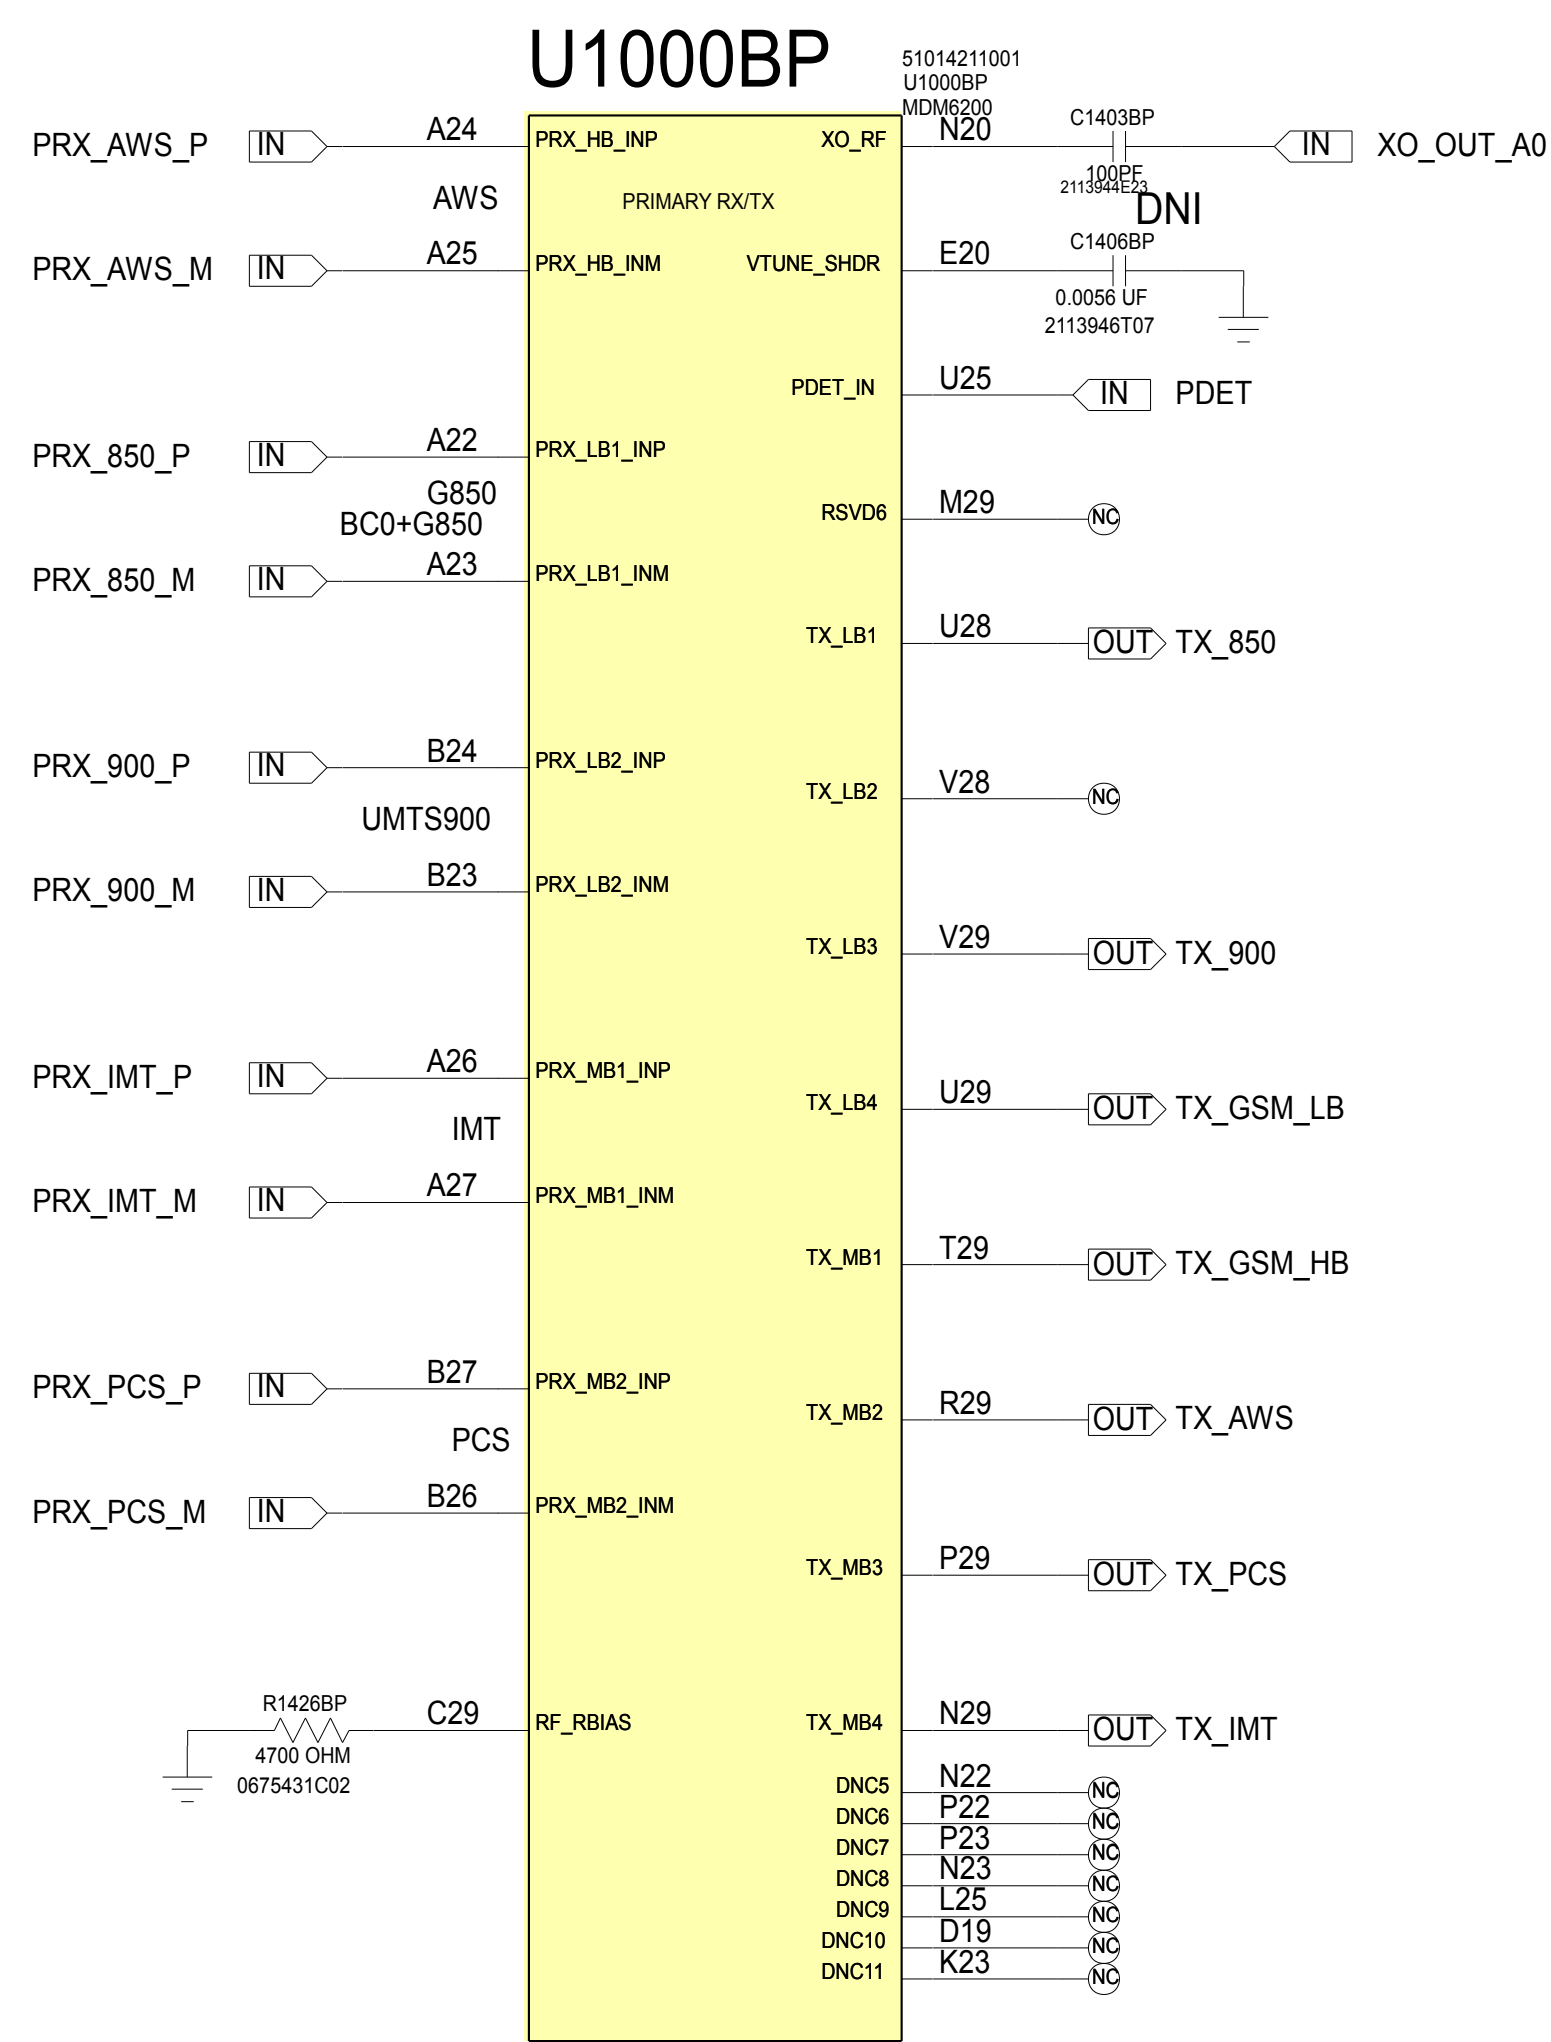 U1000BP
51014211001
U1000BP
MDM6200
PRX_AWS_P IN A24 PRX_HB_INP XO_RF N20 C1403BP IN XO_OUT_A0
100PF
2113944E23
AWS PRIMARY RX/TX DNI
PRX_AWS_M IN A25 PRX_HB_INM VTUNE_SHDR E20 C1406BP
0.0056 UF
2113946T07
PDET_IN U25 IN PDET
PRX_850_P IN A22 PRX_LB1_INP
G850
BC0+G850
RSVD6 M29 NC
PRX_850_M IN A23 PRX_LB1_INM
TX_LB1 U28 OUT TX_850
PRX_900_P IN B24 PRX_LB2_INP
TX_LB2 V28 NC
UMTS900
PRX_900_M IN B23 PRX_LB2_INM
TX_LB3 V29 OUT TX_900
PRX_IMT_P IN A26 PRX_MB1_INP
TX_LB4 U29 OUT TX_GSM_LB
IMT
PRX_IMT_M IN A27 PRX_MB1_INM
TX_MB1 T29 OUT TX_GSM_HB
PRX_PCS_P IN B27 PRX_MB2_INP
TX_MB2 R29 OUT TX_AWS
PCS
PRX_PCS_M IN B26 PRX_MB2_INM
TX_MB3 P29 OUT TX_PCS
R1426BP C29 RF_RBIAS TX_MB4 N29 OUT TX_IMT
4700 OHM
0675431C02
DNC5 N22 NC
DNC6 P22 NC
DNC7 P23 NC
DNC8 N23 NC
DNC9 L25 NC
DNC10 D19 NC
DNC11 K23 NC